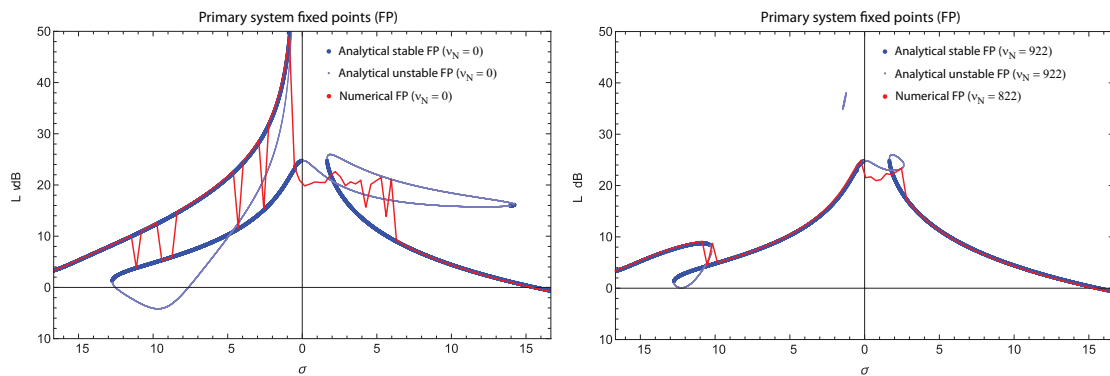 Primary system fixed points (FP)
Analytical stable FP (νN = 0)
Analytical unstable FP (νN = 0)
Numerical FP (νN = 0)
50
40
30
20
10
0
10
L dB
15
10
5
0
5
10
15
σ
Primary system fixed points (FP)
Analytical stable FP (νN = 922)
Analytical unstable FP (νN = 922)
Numerical FP (νN = 822)
50
40
30
20
10
0
10
L dB
15
10
5
0
5
10
15
σ